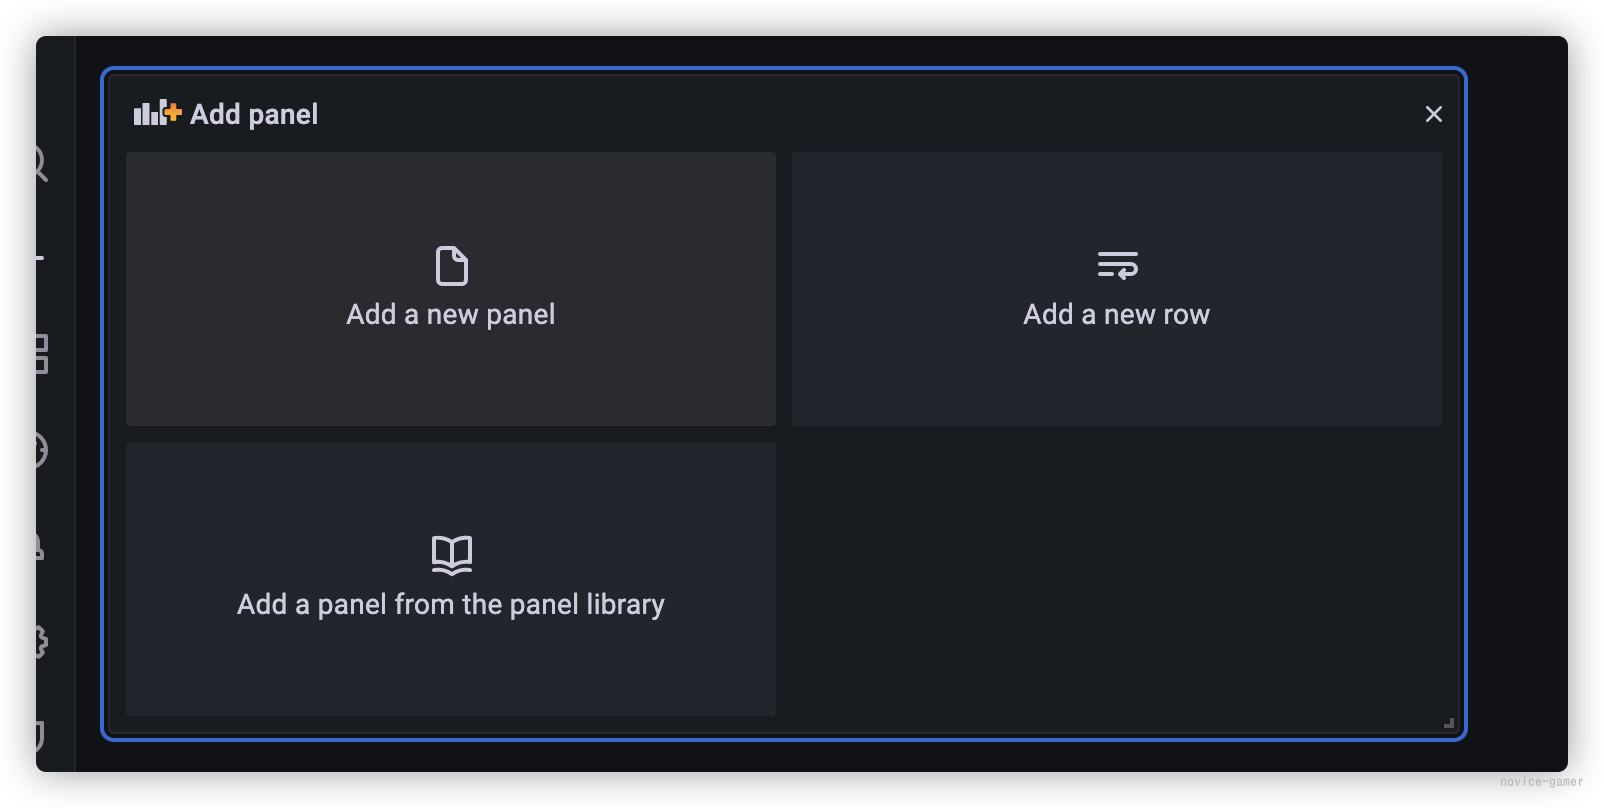 Add panel
Add a new panel
Add a new row
Add a panel from the panel library
novice-gamer